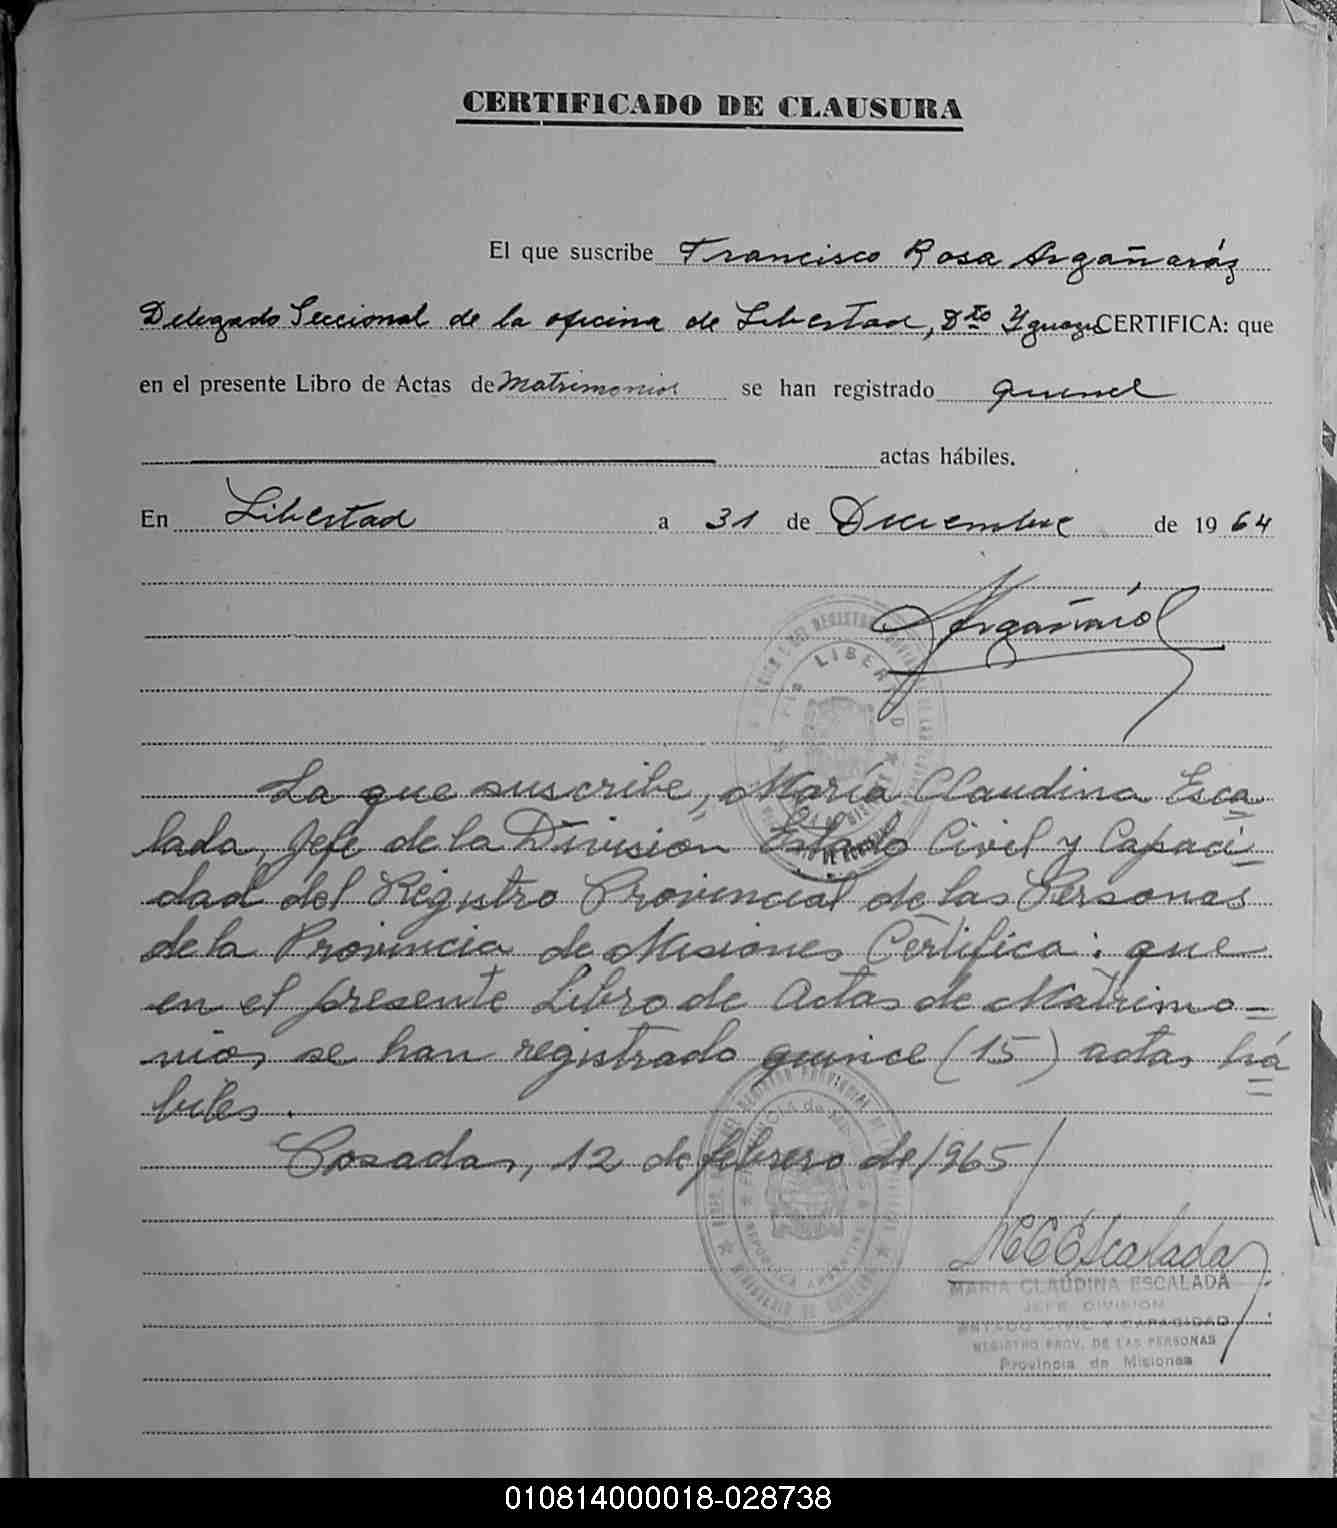 CERTIFICADO DE CLAUSURA
El que suscribe Francisco Rosa Argañaráz
Delegado Seccional de la oficina de Libertad, Dto Yguazu CERTIFICA: que
en el presente Libro de Actas de Matrimonios se han registrado quince
actas hábiles.
En Libertad a 31 de Diciembre de 1964
Argañaráz
LIBERTAD
La que suscribe, María Claudina Esca
lada, Jefe de la División Estado Civil y Capaci
dad del Registro Provincial de las Personas
de la Provincia de Misiones Certifica: que
en el presente Libro de Actas de Matrimo
nios se han registrado quince (15) actas há
biles.
Posadas, 12 de febrero de 1965
MCEscalada
MARIA CLAUDINA ESCALADA
JEFE DIVISION
ESTADO CIVIL Y CAPACIDAD
REGISTRO PROV. DE LAS PERSONAS
Provincia de Misiones
010814000018-028738